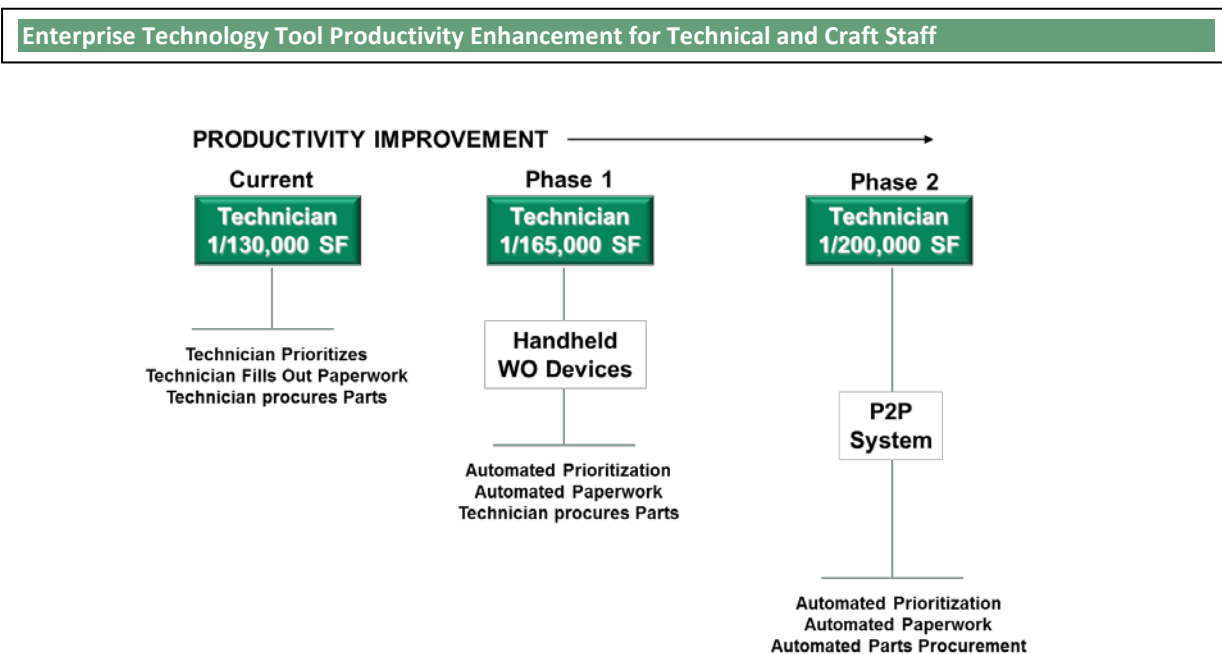 Enterprise Technology Tool Productivity Enhancement for Technical and Craft Staff
PRODUCTIVITY IMPROVEMENT
Current
Technician
1/130,000 SF
Technician Prioritizes
Technician Fills Out Paperwork
Technician procures Parts
Phase 1
Technician
1/165,000 SF
Handheld
WO Devices
Automated Prioritization
Automated Paperwork
Technician procures Parts
Phase 2
Technician
1/200,000 SF
P2P
System
Automated Prioritization
Automated Paperwork
Automated Parts Procurement